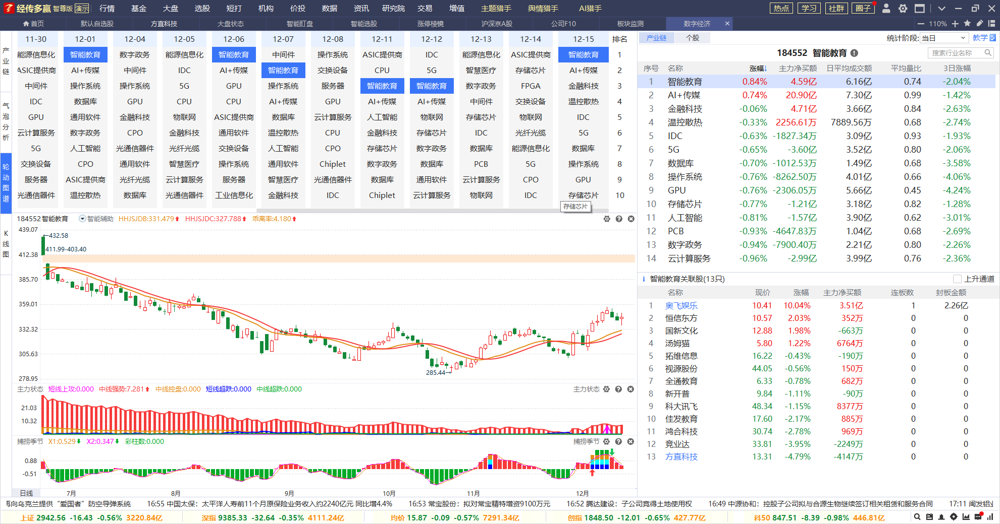 经传多赢 智尊版 演示 行情 基金 大盘 选股 短打 机构 价投 数据 资讯 研究院 交易 增值 主题猎手 舆情猎手 AI猎手 热点 学习 社群 圈子
首页 默认自选股 方直科技 大盘状态 智能盯盘 智能选股 涨停棱镜 沪深京A股 公司F10 板块监测 数字经济 110%
产业链
气泡分析
轮动图谱
K线图
11-30 12-01 12-04 12-05 12-06 12-07 12-08 12-11 12-12 12-13 12-14 12-15 排名
能源信息化 智能教育 数字政务 能源信息化 智能教育 中间件 操作系统 ASIC提供商 IDC 能源信息化 ASIC提供商 智能教育 1
ASIC提供商 AI+传媒 中间件 IDC AI+传媒 智能教育 交换设备 CPU 5G 智慧医疗 存储芯片 AI+传媒 2
中间件 操作系统 操作系统 5G GPU 操作系统 服务器 智能教育 智能教育 数字政务 FPGA 金融科技 3
IDC 数据库 GPU CPU CPU AI+传媒 GPU AI+传媒 AI+传媒 中间件 交换设备 温控散热 4
GPU 通用软件 金融科技 物联网 ASIC提供商 数据库 云计算服务 人工智能 物联网 存储芯片 物联网 IDC 5
云计算服务 数字政务 CPO 金融科技 通用软件 温控散热 CPU 金融科技 存储芯片 IDC 光纤光缆 5G 6
5G 人工智能 光通信器件 光纤光缆 交换设备 人工智能 CPO 存储芯片 数字政务 数据库 能源信息化 数据库 7
交换设备 CPO 通用软件 智慧医疗 操作系统 通用软件 Chiplet 数字政务 数据库 PCB 5G 操作系统 8
服务器 ASIC提供商 光纤光缆 云计算服务 服务器 智慧医疗 光通信器件 数据库 通用软件 云计算服务 CPO GPU 9
光通信器件 温控散热 数据库 光通信器件 工业信息化 金融科技 IDC Chiplet 云计算服务 物联网 IDC 存储芯片 10
存储芯片
184552智能教育 智能辅助 HHJSJDB:331.479 HHJSJDC:327.788 乖离率:4.180
439.07
←432.58
411.99-403.40
412.38
385.70
359.01
332.32
305.63
285.44→
278.95
主力状态 短线上攻:0.000 中线强势:7.281 中线控盘:0.000 短线超跌:0.000 中线超跌:0.000 主力状态
21.03
10.32
捕捞季节 X1:0.529 X2:0.347 彩柱数:0.000 捕捞季节
0.88
-0.51
日线 7月 8月 9月 10月 11月 12月
产业链 个股 统计阶段: 当日 教学
184552 智能教育 搜索行业名称
序号 名称 涨幅↓ 主力净买额 日平均成交额 平均量比 3日涨幅
1 智能教育 0.84% 4.59亿 6.16亿 0.74 -2.04%
2 AI+传媒 0.74% 20.90亿 7.30亿 0.99 -1.42%
3 金融科技 -0.06% 4.71亿 3.66亿 0.84 -2.63%
4 温控散热 -0.33% 2256.61万 7889.56万 0.68 -2.74%
5 IDC -0.63% -1827.34万 3.09亿 0.93 -1.93%
6 5G -0.65% -3.60亿 3.52亿 0.80 -2.06%
7 数据库 -0.70% -1012.53万 1.49亿 0.68 -3.58%
8 操作系统 -0.76% -8262.50万 4.01亿 0.66 -4.06%
9 GPU -0.76% -2306.05万 5.66亿 0.45 -4.24%
10 存储芯片 -0.77% -1.21亿 3.18亿 0.82 -1.28%
11 人工智能 -0.81% -1.57亿 3.90亿 0.62 -3.01%
12 PCB -0.93% -4647.83万 1.04亿 0.68 -2.69%
13 数字政务 -0.94% -7900.40万 2.21亿 0.80 -2.26%
14 云计算服务 -0.96% -2.99亿 3.99亿 0.76 -2.36%
智能教育关联股(13只) 上升通道
名称 现价 涨幅 主力净买额 连板数 封板金额
1 奥飞娱乐 10.41 10.04% 3.51亿 1 2.26亿
2 恒信东方 10.57 2.03% 352万 0 0
3 国新文化 12.88 1.98% -663万 0 0
4 汤姆猫 5.80 1.22% 6764万 0 0
5 拓维信息 16.22 -0.43% -190万 0 0
6 视源股份 44.05 -0.56% 150万 0 0
7 全通教育 6.33 -0.78% 682万 0 0
8 新开普 9.84 -1.11% -90万 0 0
9 科大讯飞 48.34 -1.15% 8377万 0 0
10 佳发教育 17.60 -2.17% 885万 0 0
11 鸿合科技 30.74 -2.78% 969万 0 0
12 竞业达 33.81 -3.95% -2249万 0 0
13 方直科技 13.31 -4.79% -4147万 0 0
再向乌克兰提供“爱国者”防空导弹系统 16:55 中国太保：太平洋人寿前11个月原保险业务收入约2240亿元 同比增4.4% 16:53 常宝股份：拟对常宝精特增资9100万元 16:52 腾达建设：子公司竞得土地使用权 16:49 中源协和：控股子公司拟与合源生物继续签订相关租赁和服务合同 17:11 闽发铝业
上证 2942.56 -16.43 -0.56% 3220.84亿 深指 9385.33 -32.64 -0.35% 4111.24亿 均价 15.87 -0.09 -0.57% 7291.34亿 创指 1848.50 -12.01 -0.65% 427.77亿 科50 847.51 -8.39 -0.98% 446.81亿